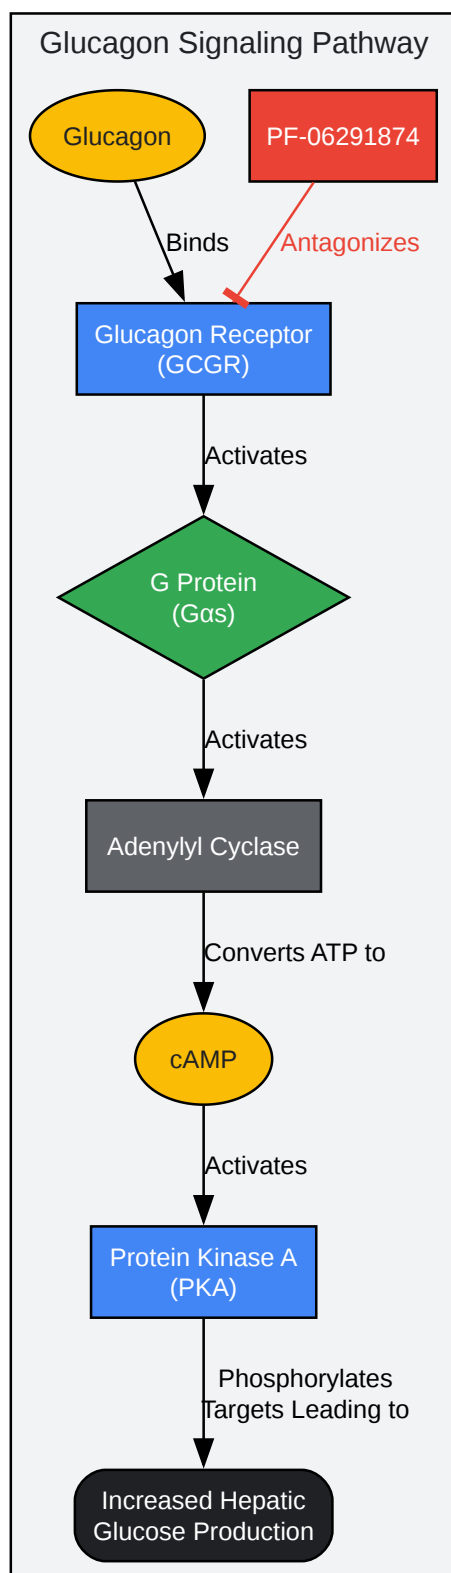 Glucagon Signaling Pathway
Glucagon
PF-06291874
Binds
Antagonizes
Glucagon Receptor
(GCGR)
Activates
G Protein
(Gαs)
Activates
Adenylyl Cyclase
Converts ATP to
cAMP
Activates
Protein Kinase A
(PKA)
Phosphorylates
Targets Leading to
Increased Hepatic
Glucose Production